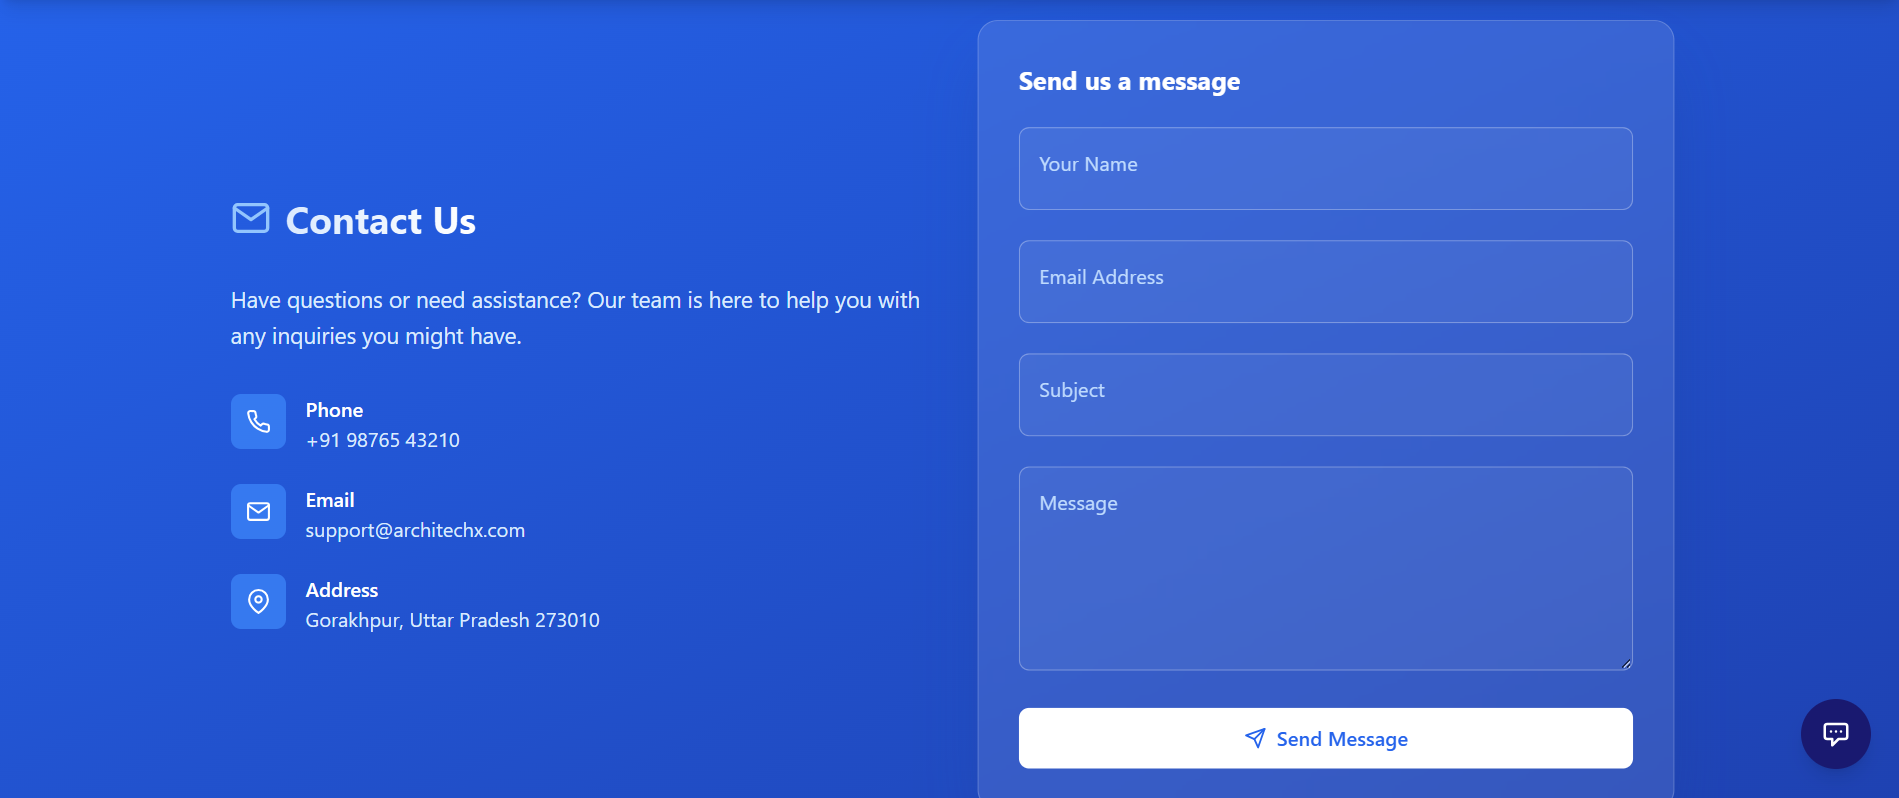 Contact Us
Have questions or need assistance? Our team is here to help you with
any inquiries you might have.
Phone
+91 98765 43210
Email
support@architechx.com
Address
Gorakhpur, Uttar Pradesh 273010
Send us a message
Your Name
Email Address
Subject
Message
Send Message